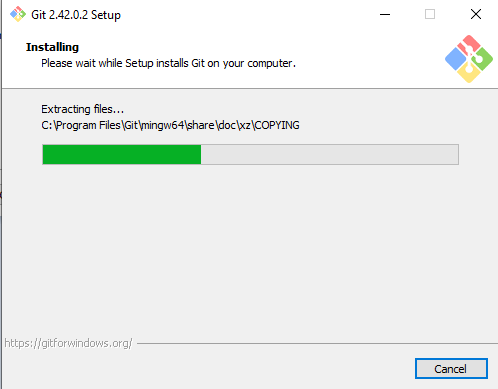 Git 2.42.0.2 Setup
Installing
Please wait while Setup installs Git on your computer.
Extracting files...
C:\Program Files\Git\mingw64\share\doc\xz\COPYING
https://gitforwindows.org/
Cancel